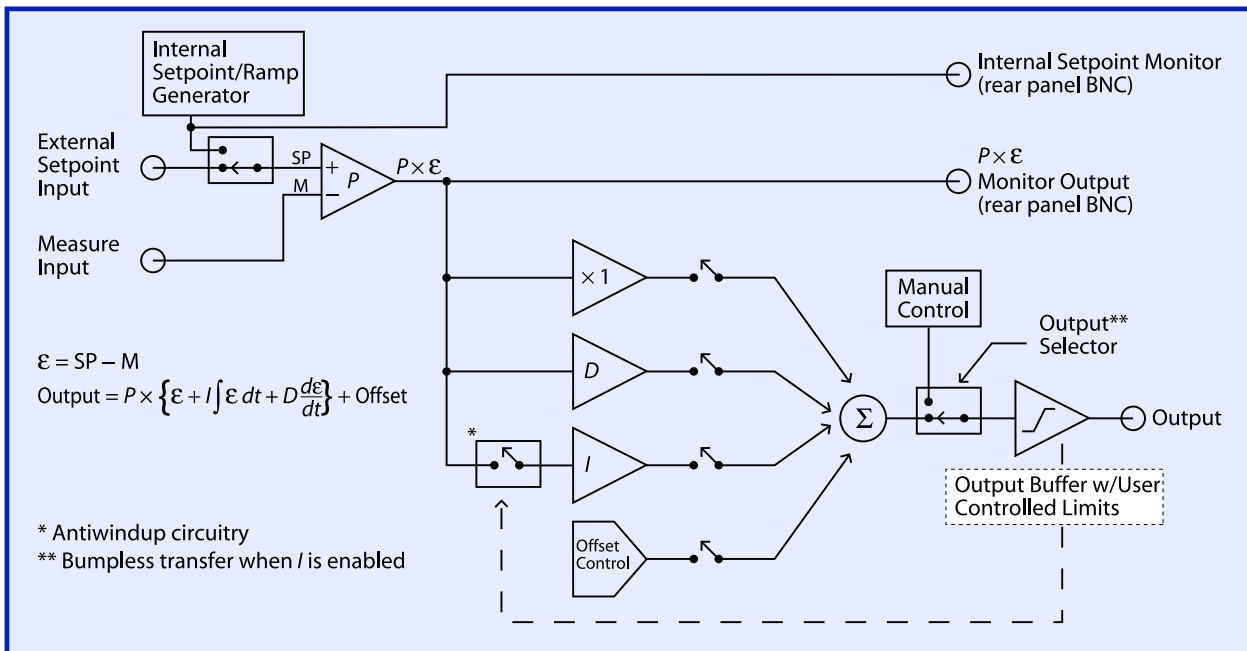 Internal
Setpoint/Ramp
Generator
Internal Setpoint Monitor
(rear panel BNC)
External
Setpoint
Input
SP
+
M
−
P
P × ε
P × ε
Monitor Output
(rear panel BNC)
Measure
Input
× 1
Manual
Control
Output**
Selector
ε = SP – M
Output = P × {ε + I∫ε dt + D dε/dt} + Offset
D
Σ
Output
*
I
Output Buffer w/User
Controlled Limits
* Antiwindup circuitry
** Bumpless transfer when I is enabled
Offset
Control